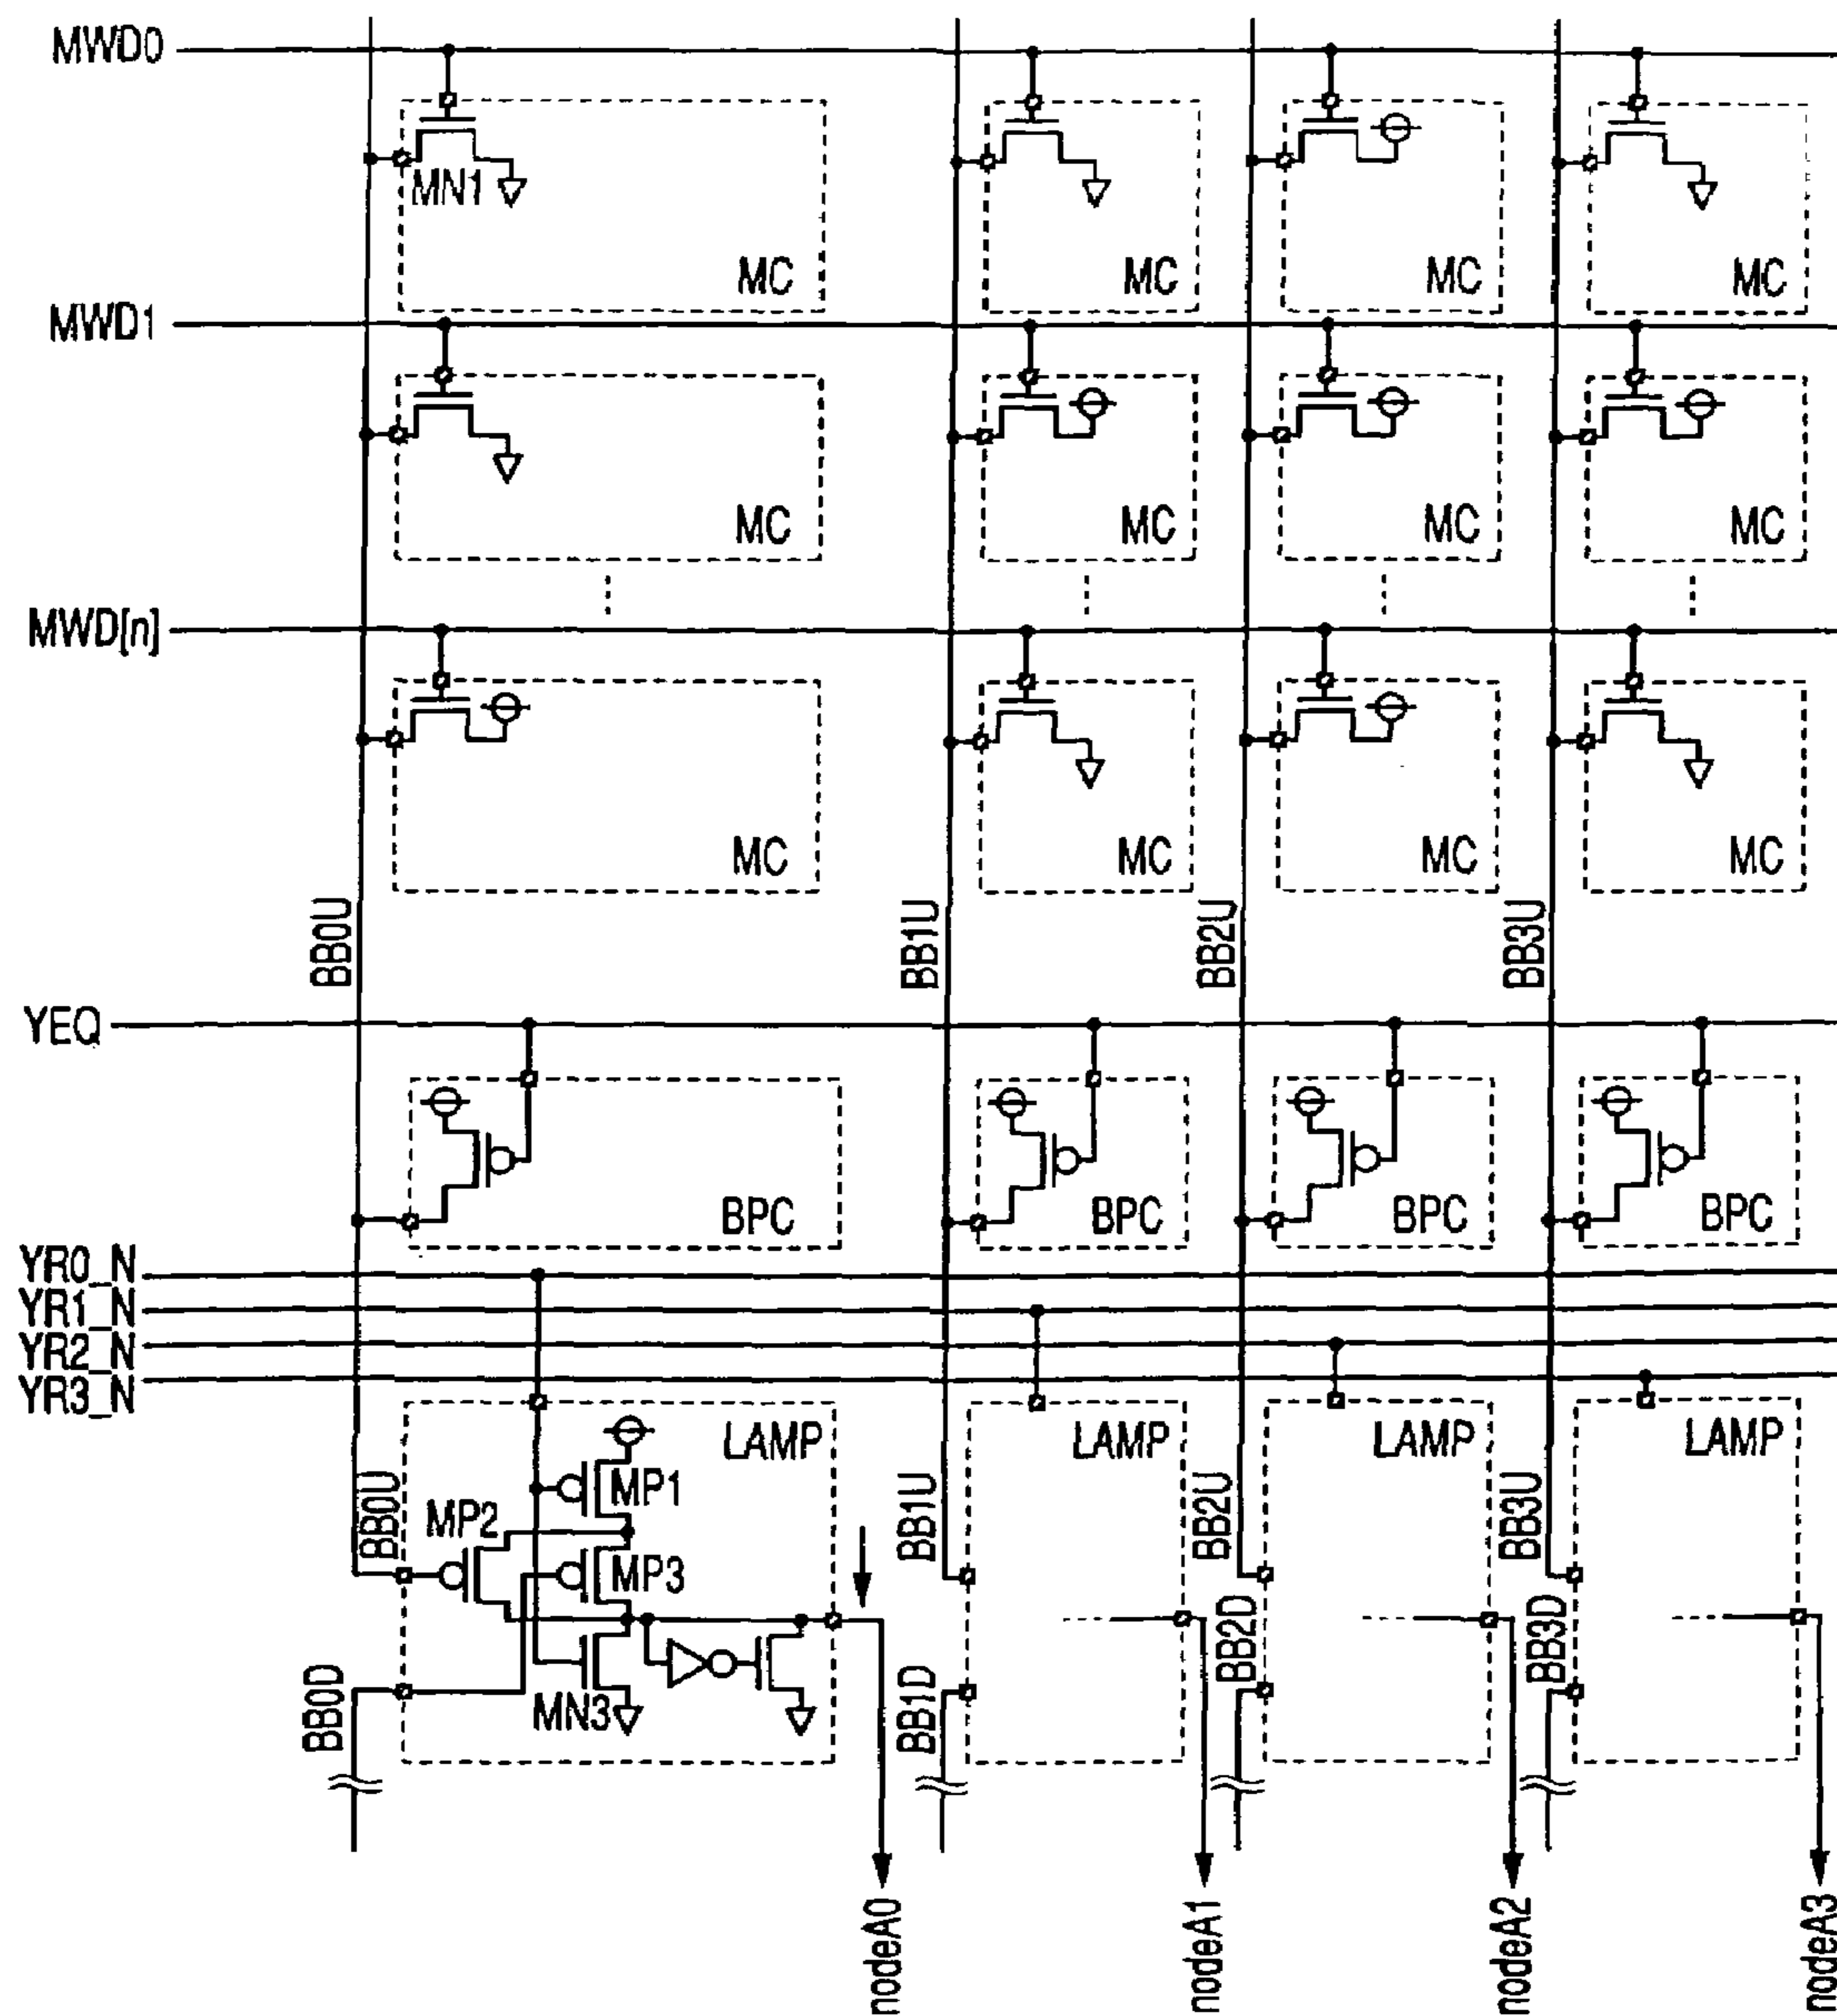 MWD0
MN1
MC MC MC MC
MWD1
MC MC MC MC
MWD[n]
MC MC MC MC
BB0U BB1U BB2U BB3U
YEQ
BPC BPC BPC BPC
YR0_N
YR1_N
YR2_N
YR3_N
LAMP LAMP LAMP LAMP
BB0U MP2 MP1 BB1U BB2U BB3U
MP3
BB0D MN3 BB1D BB2D BB3D
nodeA0 nodeA1 nodeA2 nodeA3